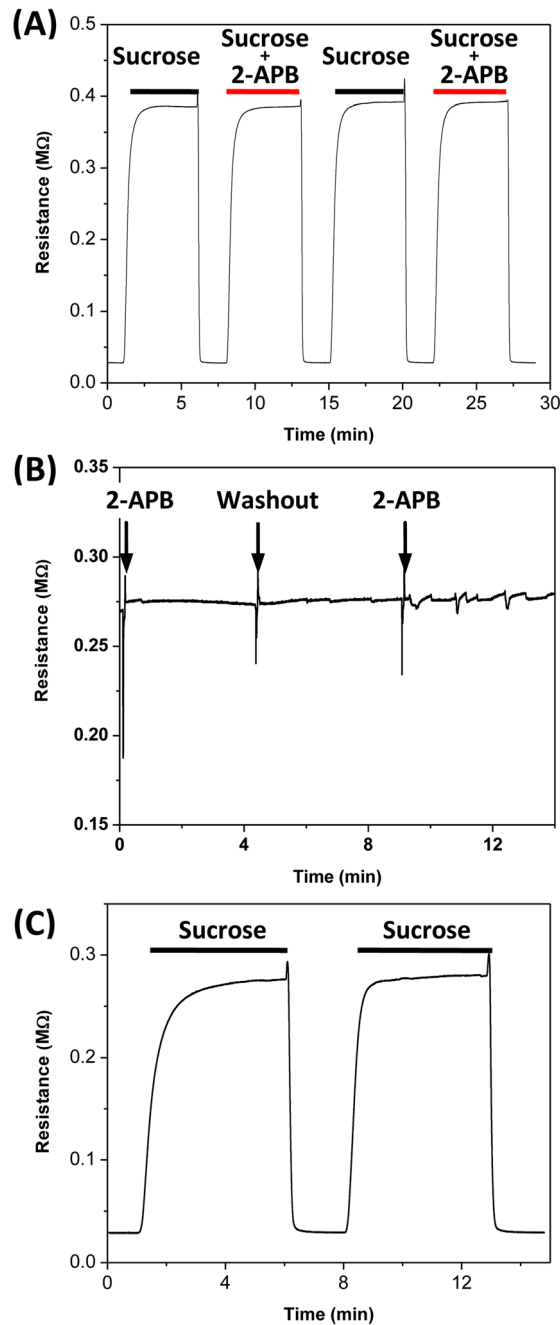 (A)
Sucrose
Sucrose
+
2-APB
Sucrose
Sucrose
+
2-APB
0.5
0.4
0.3
0.2
0.1
0.0
Resistance (MΩ)
0 5 10 15 20 25 30
Time (min)
(B)
2-APB Washout 2-APB
0.35
0.30
0.25
0.20
0.15
Resistance (MΩ)
0 4 8 12
Time (min)
(C)
Sucrose Sucrose
0.3
0.2
0.1
0.0
Resistance (MΩ)
0 4 8 12
Time (min)